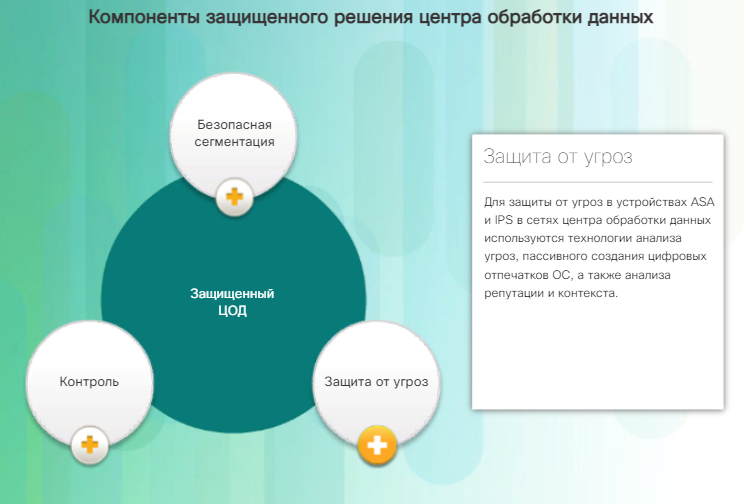 Компоненты защищенного решения центра обработки данных
Безопасная
сегментация
Защищенный
ЦОД
Контроль
Защита от угроз
Защита от угроз
Для защиты от угроз в устройствах ASA
и IPS в сетях центра обработки данных
используются технологии анализа
угроз, пассивного создания цифровых
отпечатков ОС, а также анализа
репутации и контекста.